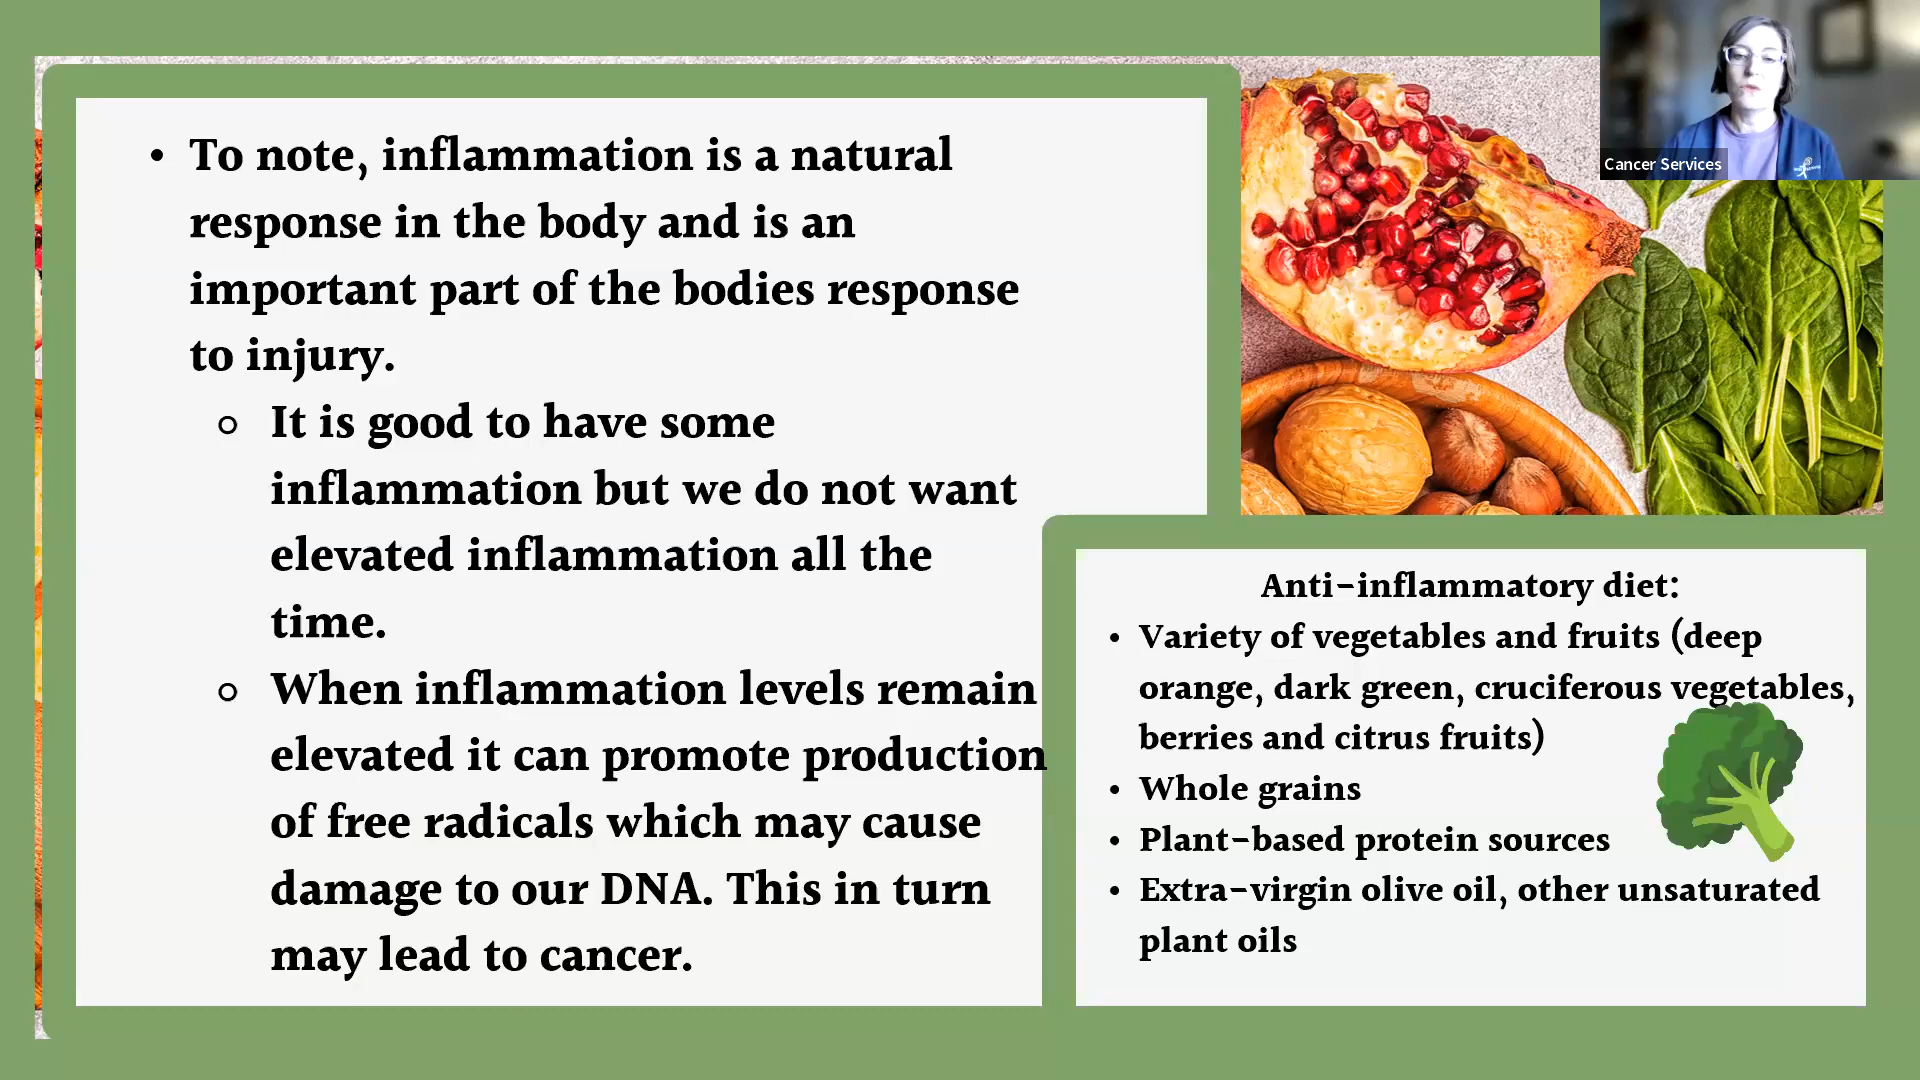 • To note, inflammation is a natural
response in the body and is an
important part of the bodies response
to injury.
○ It is good to have some
inflammation but we do not want
elevated inflammation all the
time.
○ When inflammation levels remain
elevated it can promote production
of free radicals which may cause
damage to our DNA. This in turn
may lead to cancer.
Cancer Services
Anti-inflammatory diet:
• Variety of vegetables and fruits (deep
orange, dark green, cruciferous vegetables,
berries and citrus fruits)
• Whole grains
• Plant-based protein sources
• Extra-virgin olive oil, other unsaturated
plant oils